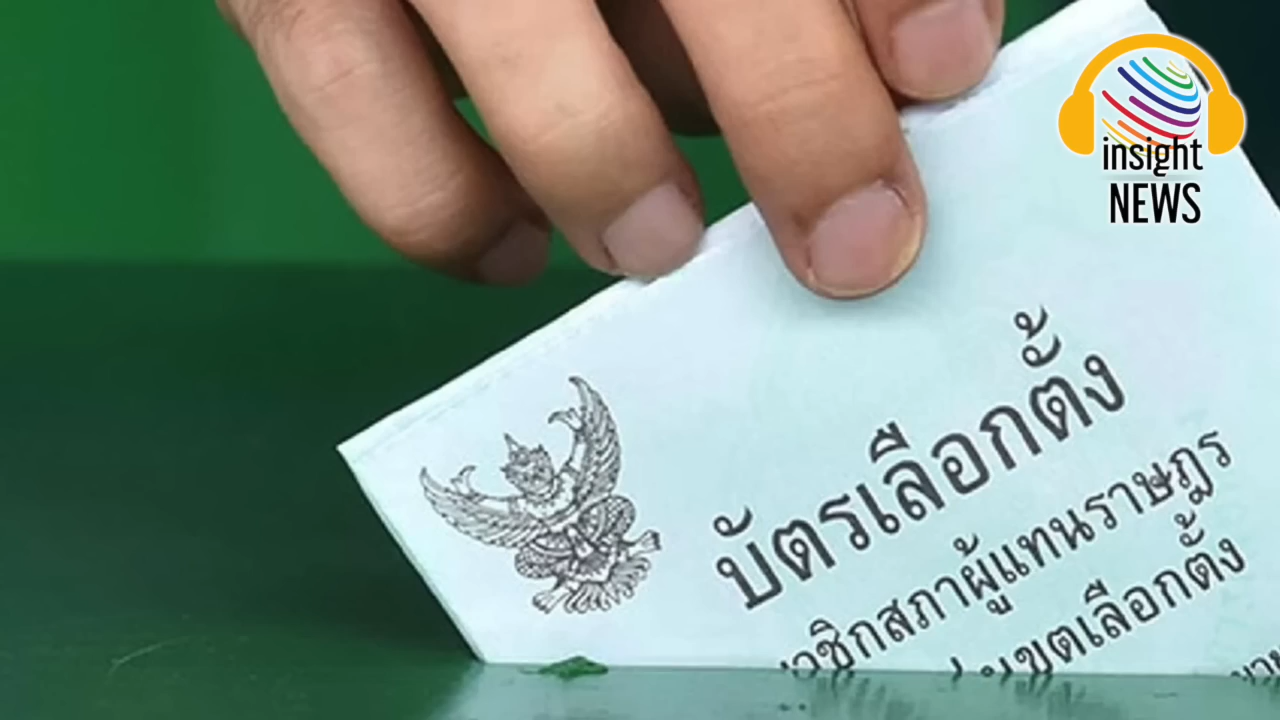 insight
NEWS
บัตรเลือกตั้ง
สภาผู้แทนราษฎร
เขตเลือกตั้ง